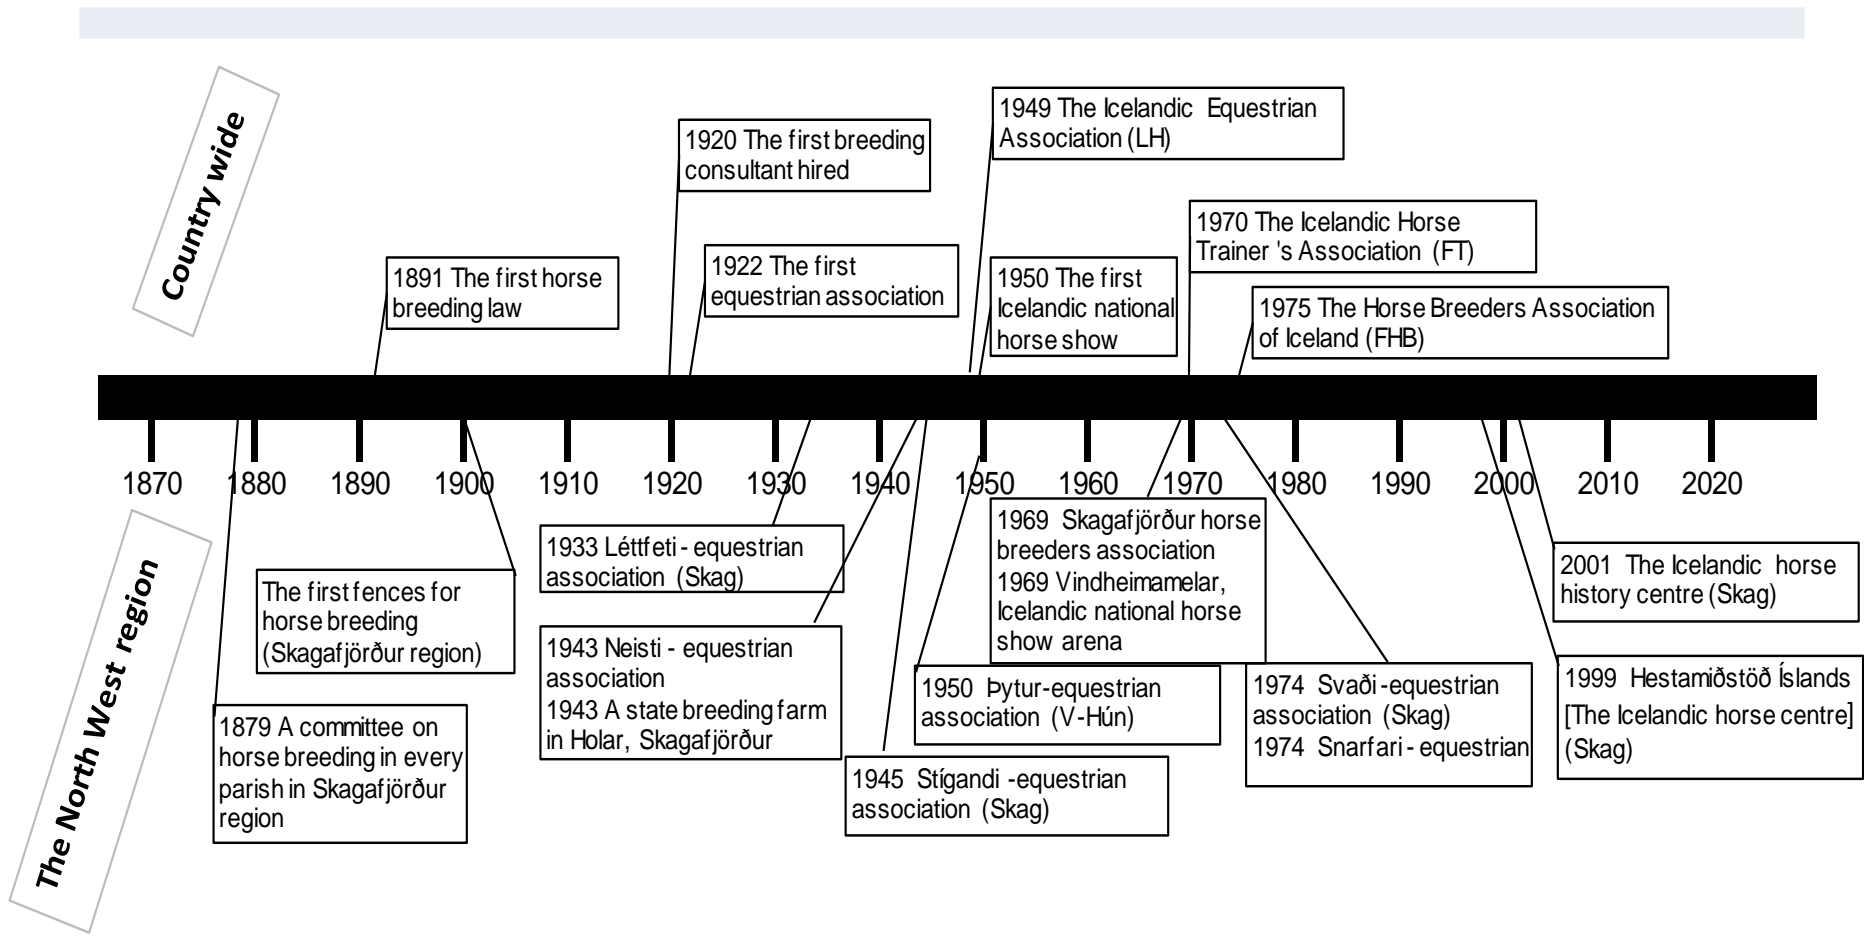 Country wide
1949 The Icelandic Equestrian
Association (LH)
1920 The first breeding
consultant hired
1970 The Icelandic Horse
Trainer 's Association (FT)
1922 The first
equestrian association
1891 The first horse
breeding law
1950 The first
Icelandic national
horse show
1975 The Horse Breeders Association
of Iceland (FHB)
1870 1880 1890 1900 1910 1920 1930 1940 1950 1960 1970 1980 1990 2000 2010 2020
The North West region
The first fences for
horse breeding
(Skagafjörður region)
1879 A committee on
horse breeding in every
parish in Skagafjörður
region
1933 Léttfeti - equestrian
association (Skag)
1943 Neisti - equestrian
association
1943 A state breeding farm
in Holar, Skagafjörður
1945 Stígandi -equestrian
association (Skag)
1950 Þytur-equestrian
association (V-Hún)
1969 Skagafjörður horse
breeders association
1969 Vindheimamelar,
Icelandic national horse
show arena
1974 Svaði -equestrian
association (Skag)
1974 Snarfari - equestrian
2001 The Icelandic horse
history centre (Skag)
1999 Hestamiðstöð Íslands
[The Icelandic horse centre]
(Skag)